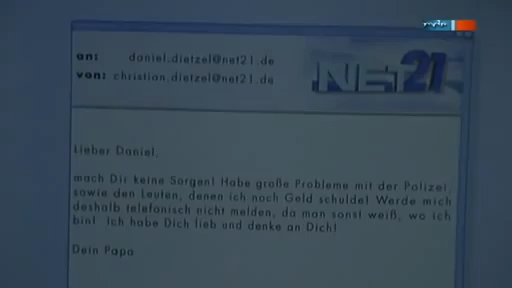 mdr
an: daniel.dietzel@net21.de
von: christian.dietzel@net21.de
NET21
Lieber Daniel,
mach Dir keine Sorgen! Habe große Probleme mit der Polizei,
sowie den Leuten, denen ich noch Geld schulde! Werde mich
deshalb telefonisch nicht melden, da man sonst weiß, wo ich
bin! Ich habe Dich lieb und denke an Dich!
Dein Papa